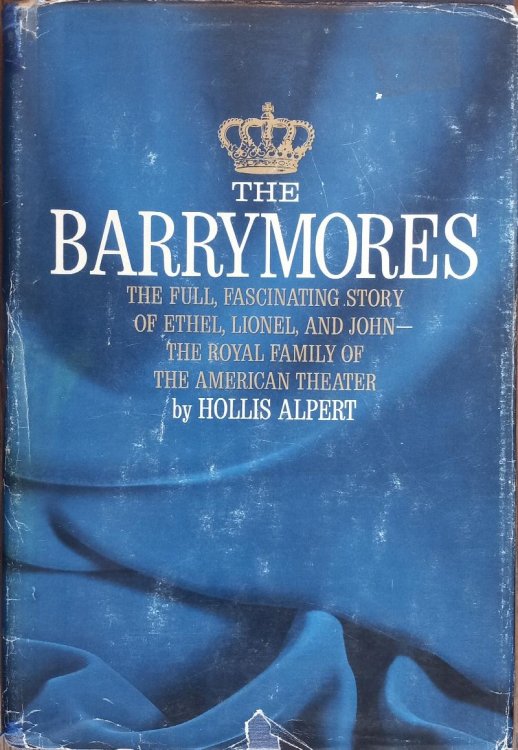 THE
BARRYMORES
THE FULL, FASCINATING STORY
OF ETHEL, LIONEL, AND JOHN—
THE ROYAL FAMILY OF
THE AMERICAN THEATER
by HOLLIS ALPERT